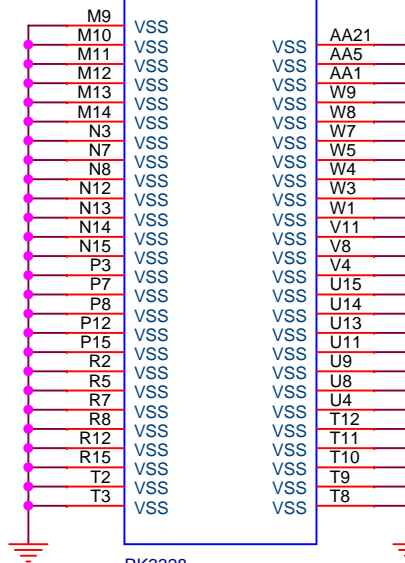 M9 VSS
M10 VSS VSS AA21
M11 VSS VSS AA5
M12 VSS VSS AA1
M13 VSS VSS W9
M14 VSS VSS W8
N3 VSS VSS W7
N7 VSS VSS W5
N8 VSS VSS W4
N12 VSS VSS W3
N13 VSS VSS W1
N14 VSS VSS V11
N15 VSS VSS V8
P3 VSS VSS V4
P7 VSS VSS U15
P8 VSS VSS U14
P12 VSS VSS U13
P15 VSS VSS U11
R2 VSS VSS U9
R5 VSS VSS U8
R7 VSS VSS U4
R8 VSS VSS T12
R12 VSS VSS T11
R15 VSS VSS T10
T2 VSS VSS T9
T3 VSS VSS T8